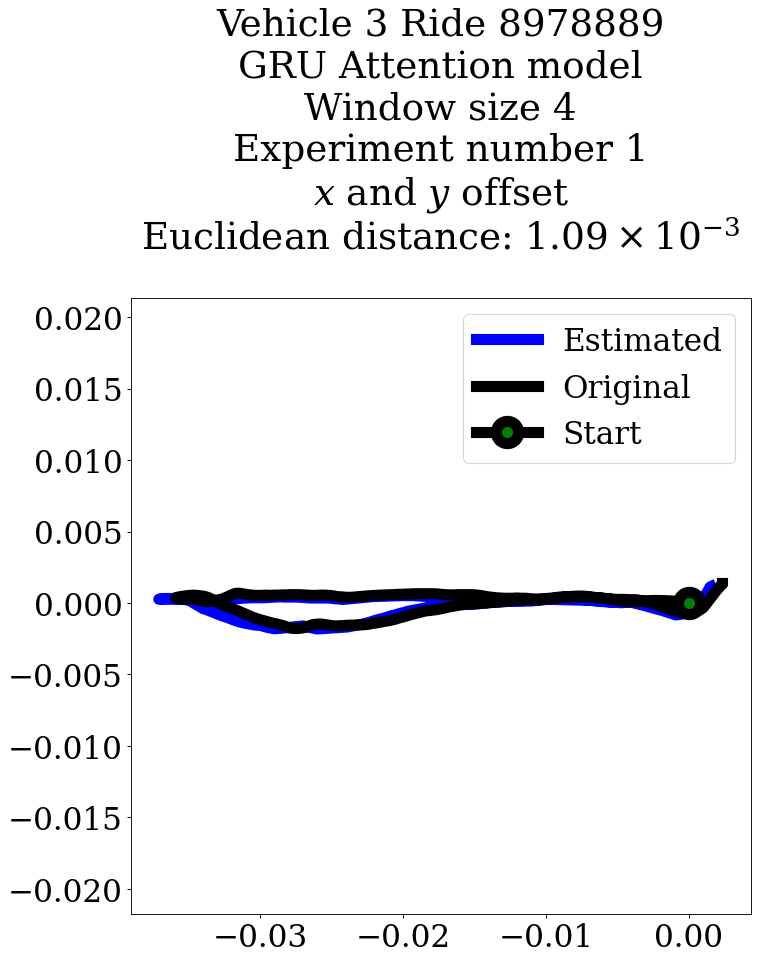 Vehicle 3 Ride 8978889
GRU Attention model
Window size 4
Experiment number 1
x and y offset
Euclidean distance: 1.09 × 10⁻³
Estimated
Original
Start
0.020
0.015
0.010
0.005
0.000
−0.005
−0.010
−0.015
−0.020
−0.03 −0.02 −0.01 0.00